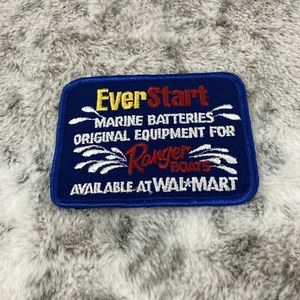 EverStart
MARINE BATTERIES
ORIGINAL EQUIPMENT FOR
Ranger
BOATS
AVAILABLE AT WAL★MART